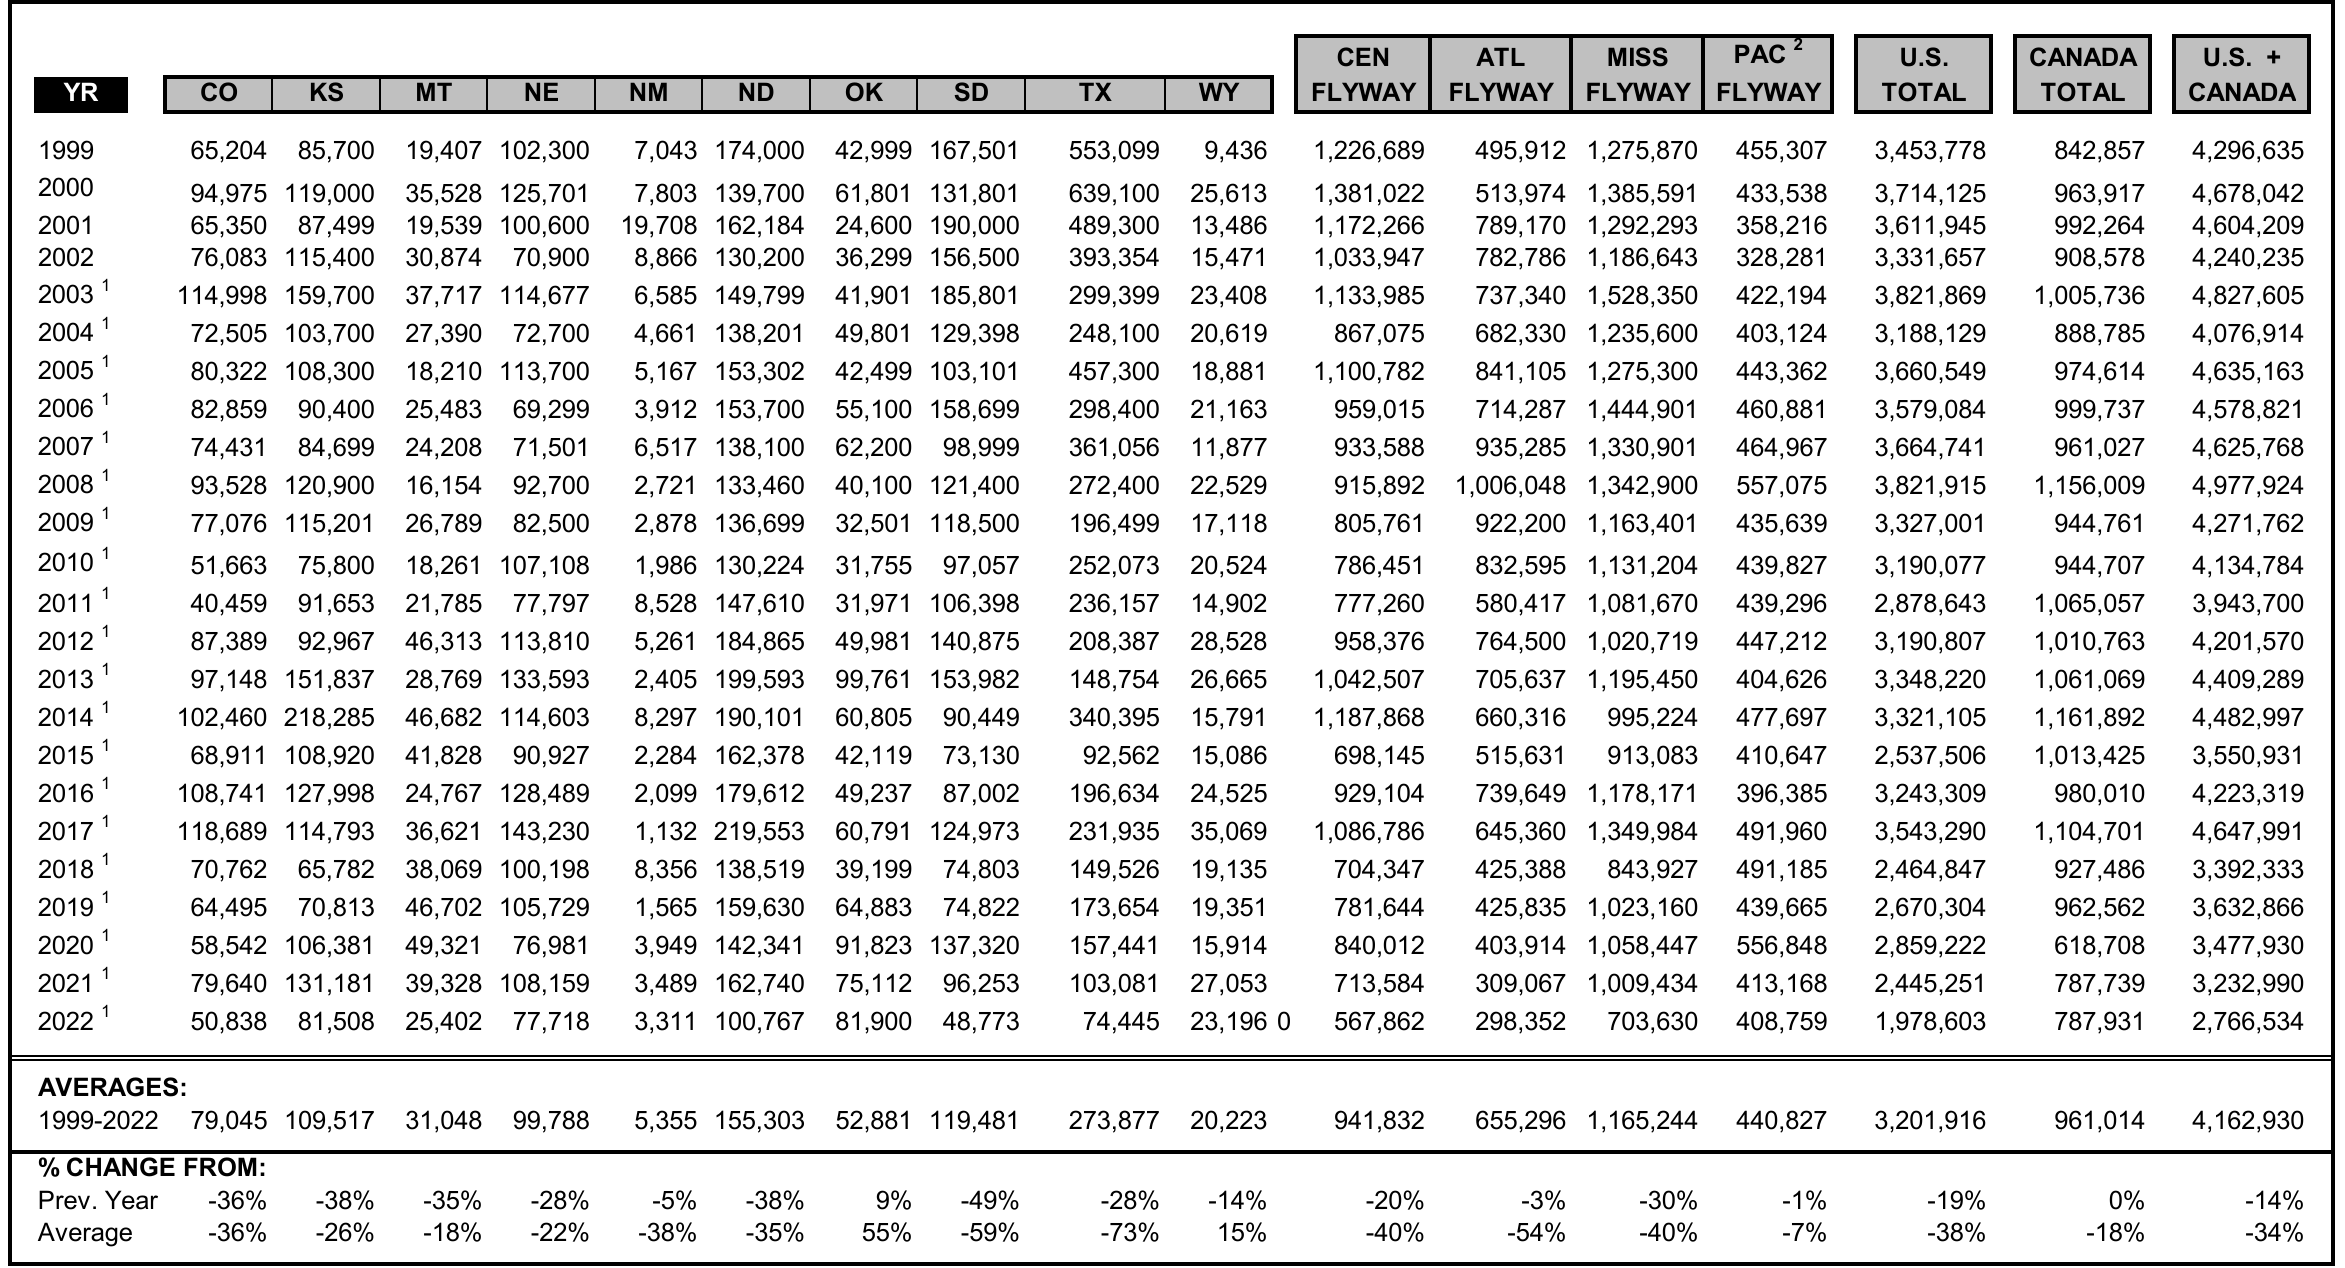 CEN ATL MISS PAC 2 U.S. CANADA U.S. +
YR CO KS MT NE NM ND OK SD TX WY FLYWAY FLYWAY FLYWAY FLYWAY TOTAL TOTAL CANADA
1999 65,204 85,700 19,407 102,300 7,043 174,000 42,999 167,501 553,099 9,436 1,226,689 495,912 1,275,870 455,307 3,453,778 842,857 4,296,635
2000 94,975 119,000 35,528 125,701 7,803 139,700 61,801 131,801 639,100 25,613 1,381,022 513,974 1,385,591 433,538 3,714,125 963,917 4,678,042
2001 65,350 87,499 19,539 100,600 19,708 162,184 24,600 190,000 489,300 13,486 1,172,266 789,170 1,292,293 358,216 3,611,945 992,264 4,604,209
2002 76,083 115,400 30,874 70,900 8,866 130,200 36,299 156,500 393,354 15,471 1,033,947 782,786 1,186,643 328,281 3,331,657 908,578 4,240,235
2003 1 114,998 159,700 37,717 114,677 6,585 149,799 41,901 185,801 299,399 23,408 1,133,985 737,340 1,528,350 422,194 3,821,869 1,005,736 4,827,605
2004 1 72,505 103,700 27,390 72,700 4,661 138,201 49,801 129,398 248,100 20,619 867,075 682,330 1,235,600 403,124 3,188,129 888,785 4,076,914
2005 1 80,322 108,300 18,210 113,700 5,167 153,302 42,499 103,101 457,300 18,881 1,100,782 841,105 1,275,300 443,362 3,660,549 974,614 4,635,163
2006 1 82,859 90,400 25,483 69,299 3,912 153,700 55,100 158,699 298,400 21,163 959,015 714,287 1,444,901 460,881 3,579,084 999,737 4,578,821
2007 1 74,431 84,699 24,208 71,501 6,517 138,100 62,200 98,999 361,056 11,877 933,588 935,285 1,330,901 464,967 3,664,741 961,027 4,625,768
2008 1 93,528 120,900 16,154 92,700 2,721 133,460 40,100 121,400 272,400 22,529 915,892 1,006,048 1,342,900 557,075 3,821,915 1,156,009 4,977,924
2009 1 77,076 115,201 26,789 82,500 2,878 136,699 32,501 118,500 196,499 17,118 805,761 922,200 1,163,401 435,639 3,327,001 944,761 4,271,762
2010 1 51,663 75,800 18,261 107,108 1,986 130,224 31,755 97,057 252,073 20,524 786,451 832,595 1,131,204 439,827 3,190,077 944,707 4,134,784
2011 1 40,459 91,653 21,785 77,797 8,528 147,610 31,971 106,398 236,157 14,902 777,260 580,417 1,081,670 439,296 2,878,643 1,065,057 3,943,700
2012 1 87,389 92,967 46,313 113,810 5,261 184,865 49,981 140,875 208,387 28,528 958,376 764,500 1,020,719 447,212 3,190,807 1,010,763 4,201,570
2013 1 97,148 151,837 28,769 133,593 2,405 199,593 99,761 153,982 148,754 26,665 1,042,507 705,637 1,195,450 404,626 3,348,220 1,061,069 4,409,289
2014 1 102,460 218,285 46,682 114,603 8,297 190,101 60,805 90,449 340,395 15,791 1,187,868 660,316 995,224 477,697 3,321,105 1,161,892 4,482,997
2015 1 68,911 108,920 41,828 90,927 2,284 162,378 42,119 73,130 92,562 15,086 698,145 515,631 913,083 410,647 2,537,506 1,013,425 3,550,931
2016 1 108,741 127,998 24,767 128,489 2,099 179,612 49,237 87,002 196,634 24,525 929,104 739,649 1,178,171 396,385 3,243,309 980,010 4,223,319
2017 1 118,689 114,793 36,621 143,230 1,132 219,553 60,791 124,973 231,935 35,069 1,086,786 645,360 1,349,984 491,960 3,543,290 1,104,701 4,647,991
2018 1 70,762 65,782 38,069 100,198 8,356 138,519 39,199 74,803 149,526 19,135 704,347 425,388 843,927 491,185 2,464,847 927,486 3,392,333
2019 1 64,495 70,813 46,702 105,729 1,565 159,630 64,883 74,822 173,654 19,351 781,644 425,835 1,023,160 439,665 2,670,304 962,562 3,632,866
2020 1 58,542 106,381 49,321 76,981 3,949 142,341 91,823 137,320 157,441 15,914 840,012 403,914 1,058,447 556,848 2,859,222 618,708 3,477,930
2021 1 79,640 131,181 39,328 108,159 3,489 162,740 75,112 96,253 103,081 27,053 713,584 309,067 1,009,434 413,168 2,445,251 787,739 3,232,990
2022 1 50,838 81,508 25,402 77,718 3,311 100,767 81,900 48,773 74,445 23,196 0 567,862 298,352 703,630 408,759 1,978,603 787,931 2,766,534
AVERAGES:
1999-2022 79,045 109,517 31,048 99,788 5,355 155,303 52,881 119,481 273,877 20,223 941,832 655,296 1,165,244 440,827 3,201,916 961,014 4,162,930
% CHANGE FROM:
Prev. Year -36% -38% -35% -28% -5% -38% 9% -49% -28% -14% -20% -3% -30% -1% -19% 0% -14%
Average -36% -26% -18% -22% -38% -35% 55% -59% -73% 15% -40% -54% -40% -7% -38% -18% -34%